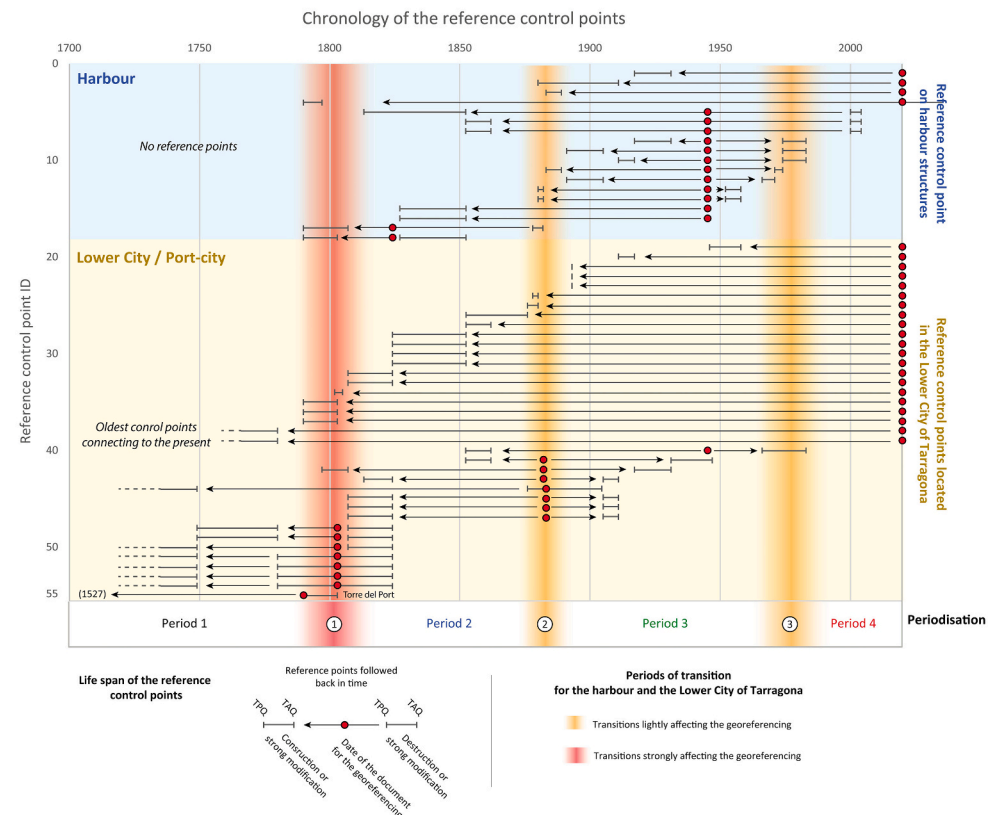 Chronology of the reference control points
1700 1750 1800 1850 1900 1950 2000
0
Harbour
No reference points
10
Reference control point
on harbour structures
Lower City / Port-city
20
Reference control point ID
30
Reference control points located
in the Lower City of Tarragona
Oldest conrol points
connecting to the present
40
50
55
(1527)
Torre del Port
Period 1
1
Period 2
2
Period 3
3
Period 4
Periodisation
Life span of the reference
control points
Reference points followed
back in time
TPQ
TAQ
TPQ
TAQ
Consruction or
strong modification
Date of the document
for the georeferencing
Destruction or
strong modification
Periods of transition
for the harbour and the Lower City of Tarragona
Transitions lightly affecting the georeferencing
Transitions strongly affecting the georeferencing